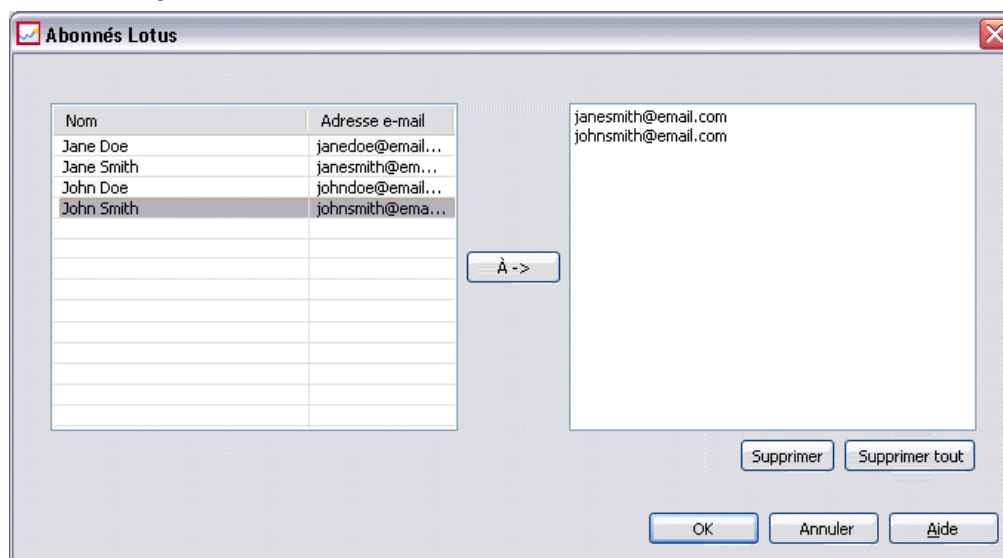 Abonnés Lotus
Nom Adresse e-mail
Jane Doe janedoe@email...
Jane Smith janesmith@em...
John Doe johndoe@email...
John Smith johnsmith@ema...
À ->
janesmith@email.com
johnsmith@email.com
Supprimer Supprimer tout
OK Annuler Aide